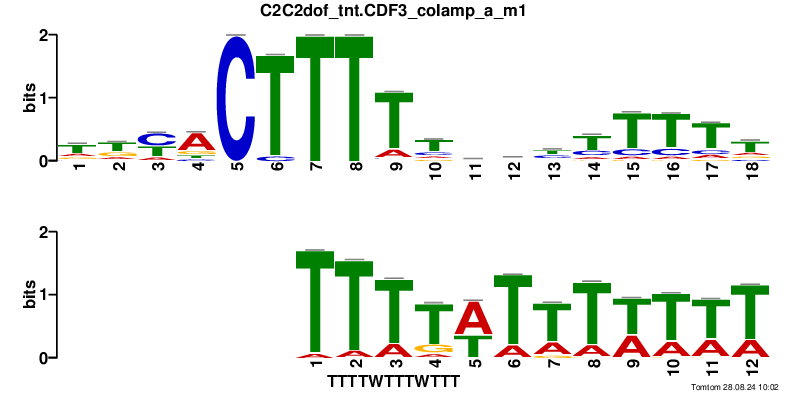 C2C2dof_tnt.CDF3_colamp_a_m1
2
bits
1
0
1 2 3 4 5 6 7 8 9 10 11 12 13 14 15 16 17 18
2
bits
1
0
1 2 3 4 5 6 7 8 9 10 11 12
TTTTWTTTWTTT
Tomtom 28.08.24 10:02